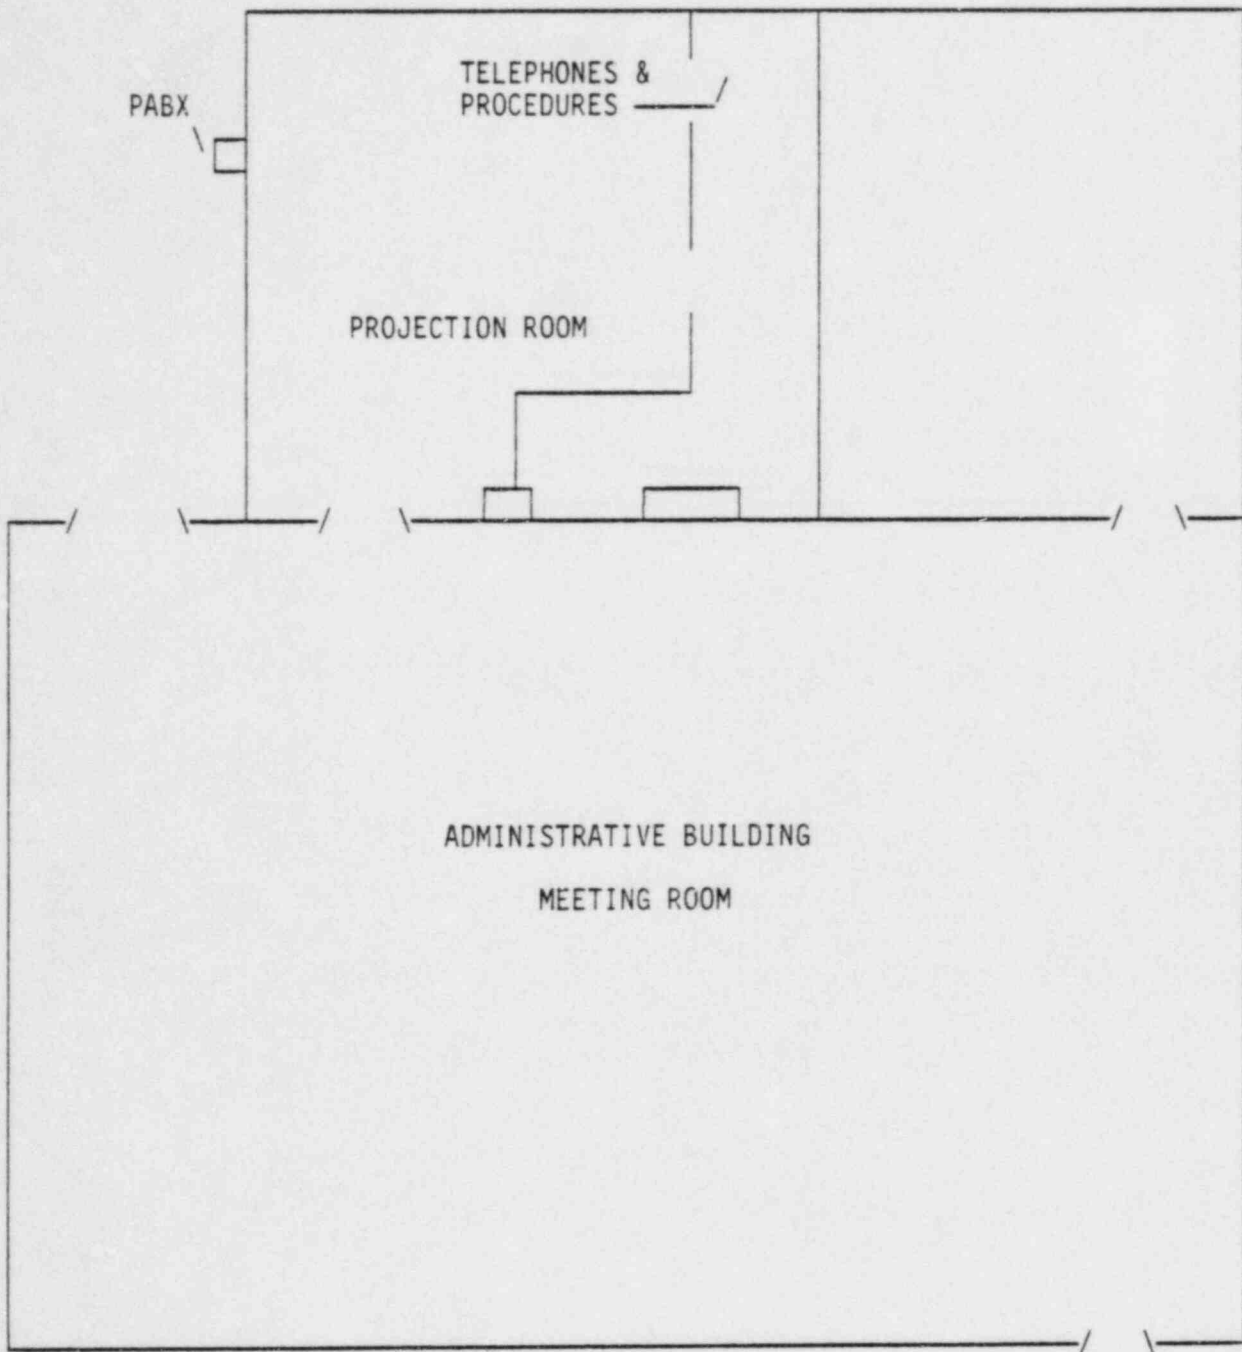 TELEPHONES &
PROCEDURES
PABX
PROJECTION ROOM
ADMINISTRATIVE BUILDING
MEETING ROOM